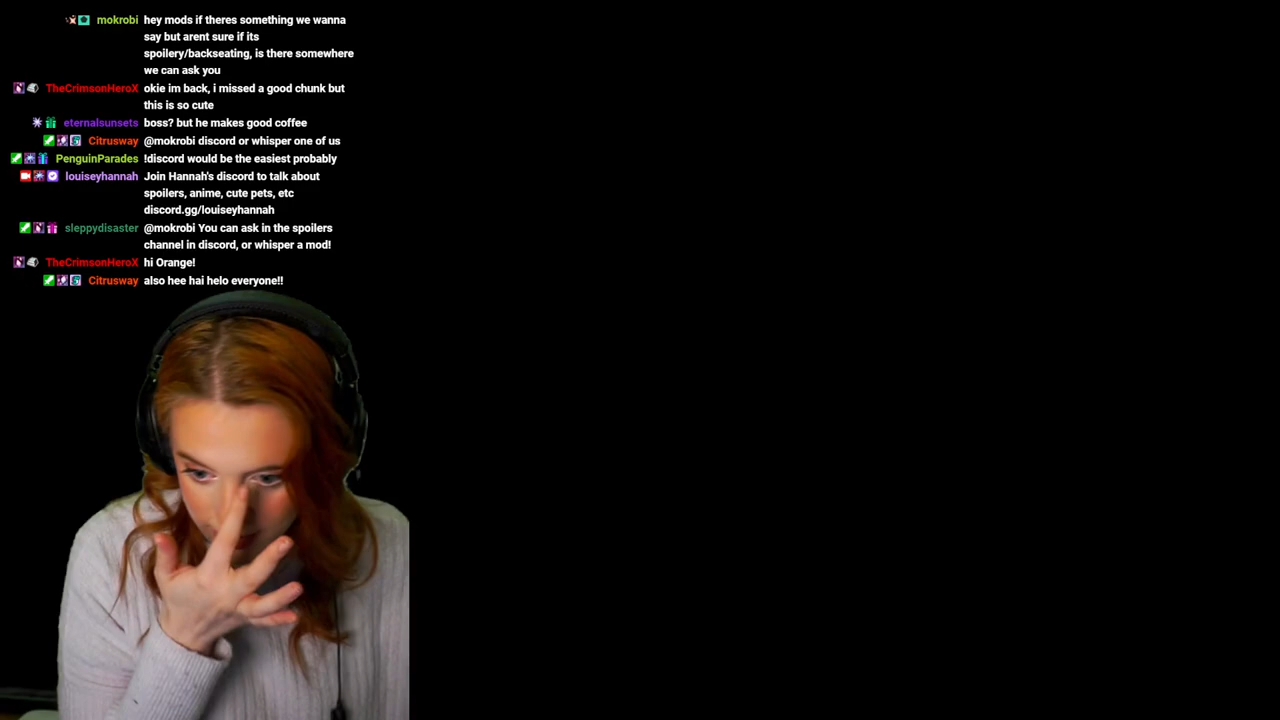 mokrobi hey mods if theres something we wanna
say but arent sure if its
spoilery/backseating, is there somewhere
we can ask you
TheCrimsonHeroX okie im back, i missed a good chunk but
this is so cute
eternalsunsets boss? but he makes good coffee
Citrusway @mokrobi discord or whisper one of us
PenguinParades !discord would be the easiest probably
louiseyhannah Join Hannah's discord to talk about
spoilers, anime, cute pets, etc
discord.gg/louiseyhannah
sleppydisaster @mokrobi You can ask in the spoilers
channel in discord, or whisper a mod!
TheCrimsonHeroX hi Orange!
Citrusway also hee hai helo everyone!!